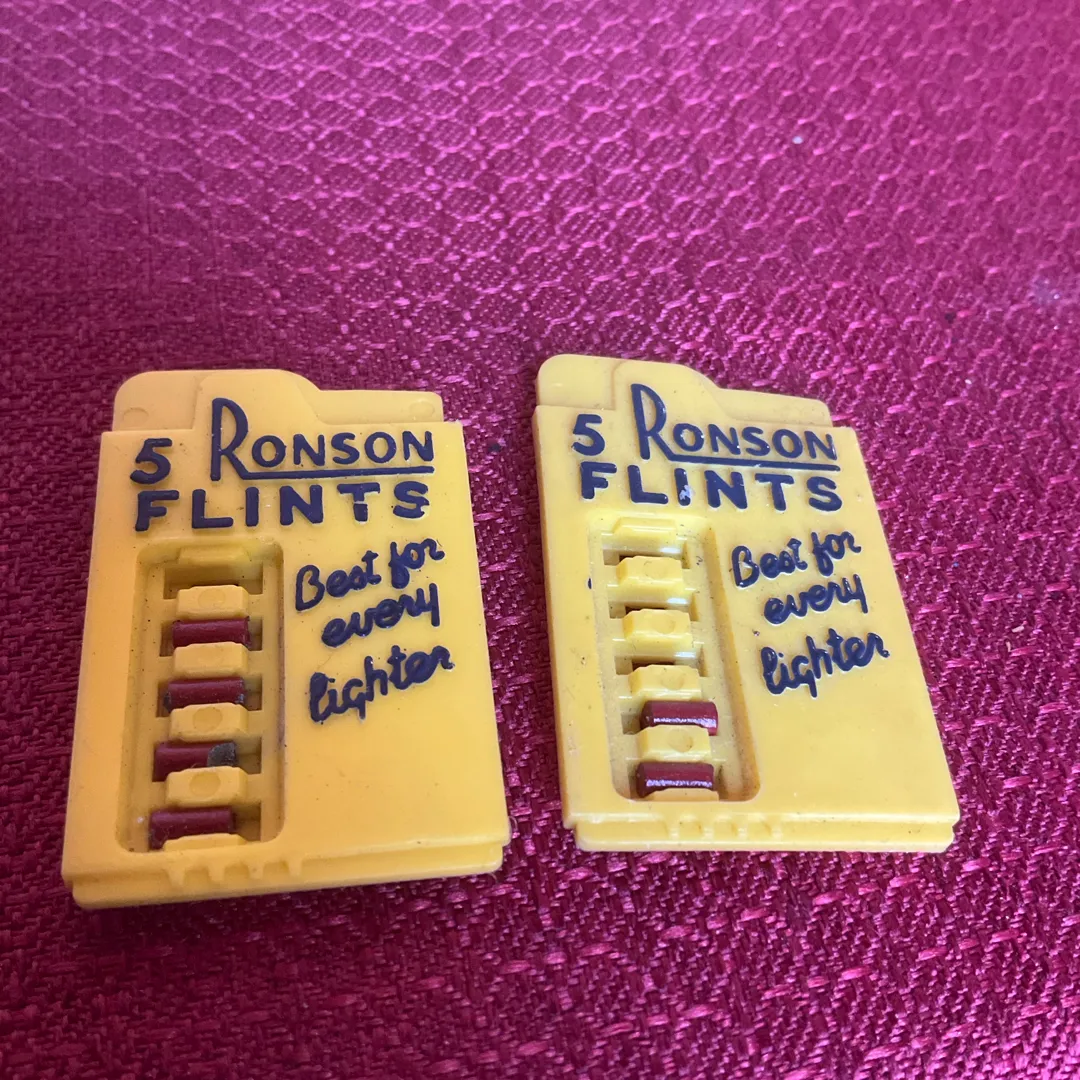 5 RONSON
FLINTS
Best for
every
lighter
5 RONSON
FLINTS
Best for
every
lighter